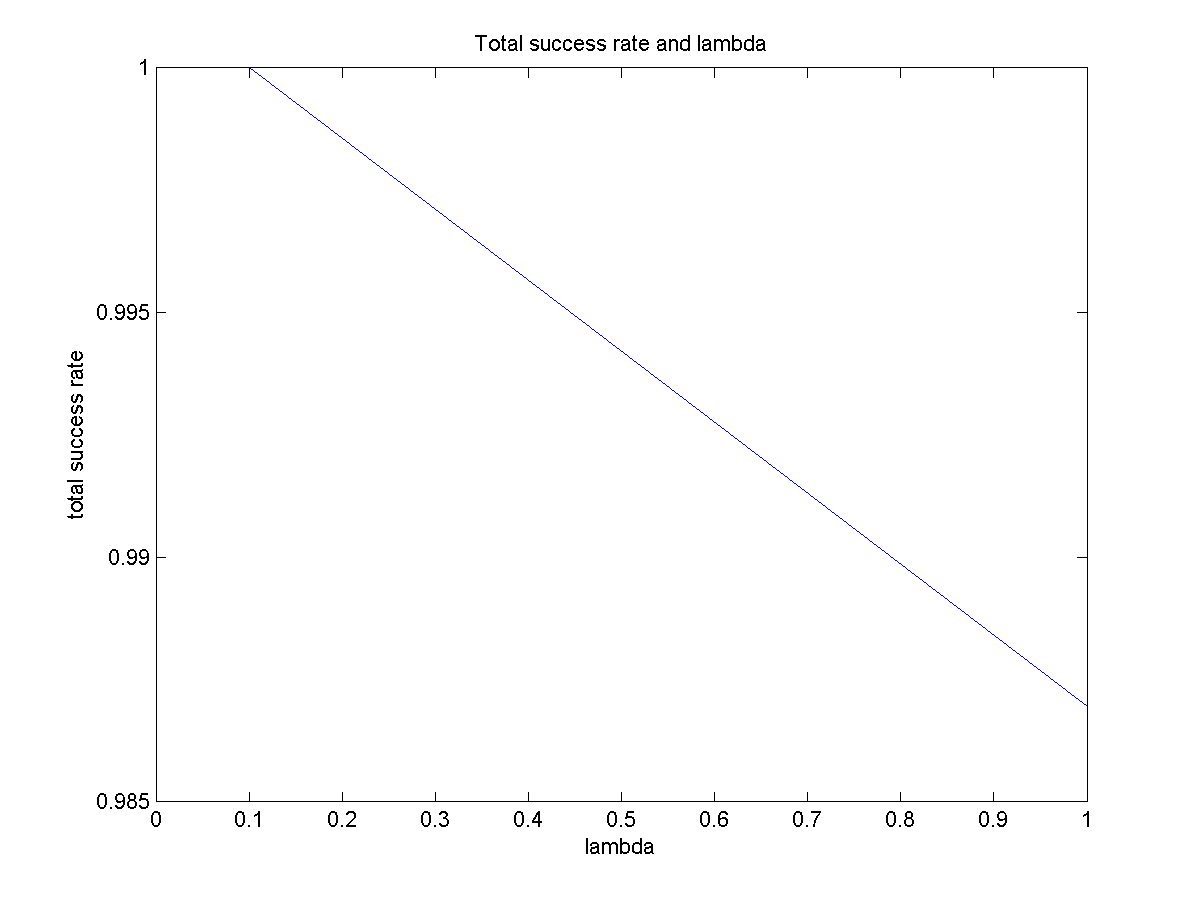 Total success rate and lambda
1
0.995
0.99
0.985
total success rate
0 0.1 0.2 0.3 0.4 0.5 0.6 0.7 0.8 0.9 1
lambda